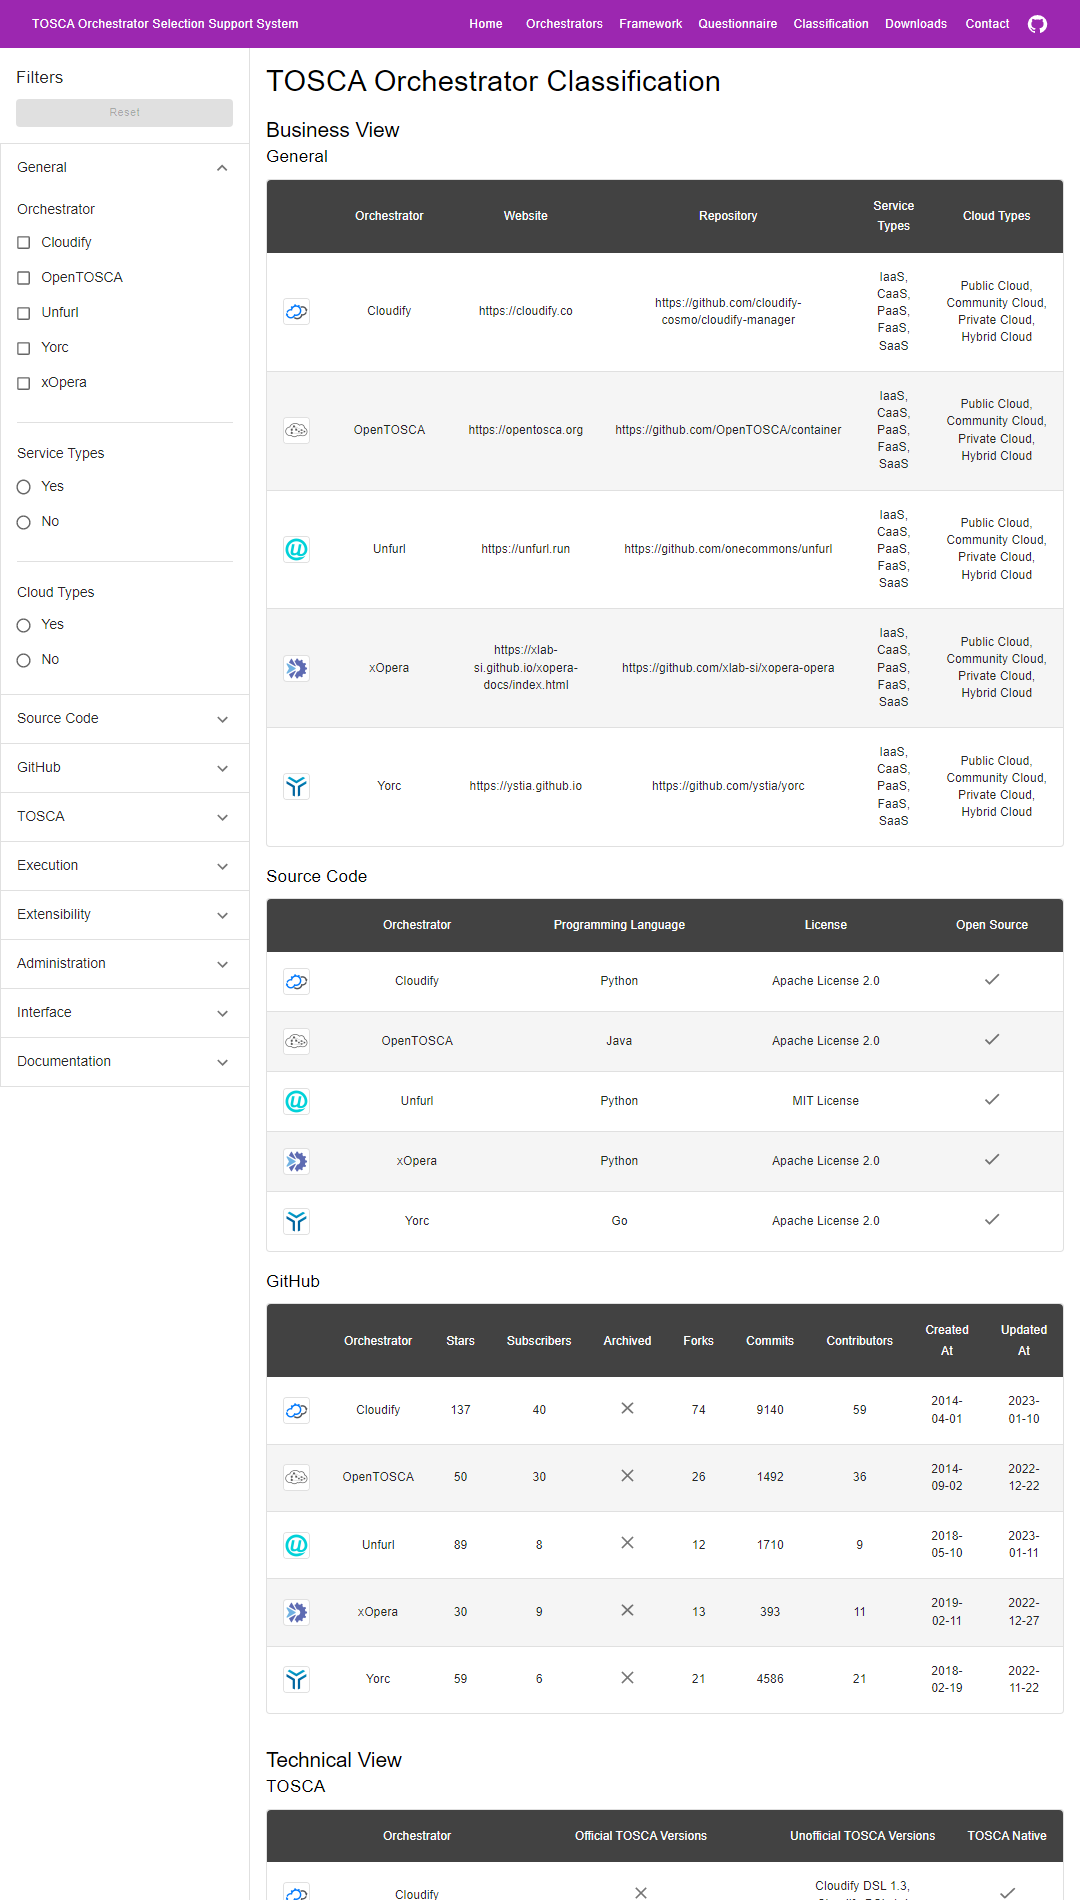 TOSCA Orchestrator Selection Support System
Home Orchestrators Framework Questionnaire Classification Downloads Contact
Filters
Reset
General
Orchestrator
Cloudify
OpenTOSCA
Unfurl
Yorc
xOpera
Service Types
Yes
No
Cloud Types
Yes
No
Source Code
GitHub
TOSCA
Execution
Extensibility
Administration
Interface
Documentation
TOSCA Orchestrator Classification
Business View
General
Orchestrator Website Repository Service Types Cloud Types
Cloudify https://cloudify.co https://github.com/cloudify-cosmo/cloudify-manager IaaS, CaaS, PaaS, FaaS, SaaS Public Cloud, Community Cloud, Private Cloud, Hybrid Cloud
OpenTOSCA https://opentosca.org https://github.com/OpenTOSCA/container IaaS, CaaS, PaaS, FaaS, SaaS Public Cloud, Community Cloud, Private Cloud, Hybrid Cloud
Unfurl https://unfurl.run https://github.com/onecommons/unfurl IaaS, CaaS, PaaS, FaaS, SaaS Public Cloud, Community Cloud, Private Cloud, Hybrid Cloud
xOpera https://xlab-si.github.io/xopera-docs/index.html https://github.com/xlab-si/xopera-opera IaaS, CaaS, PaaS, FaaS, SaaS Public Cloud, Community Cloud, Private Cloud, Hybrid Cloud
Yorc https://ystia.github.io https://github.com/ystia/yorc IaaS, CaaS, PaaS, FaaS, SaaS Public Cloud, Community Cloud, Private Cloud, Hybrid Cloud
Source Code
Orchestrator Programming Language License Open Source
Cloudify Python Apache License 2.0
OpenTOSCA Java Apache License 2.0
Unfurl Python MIT License
xOpera Python Apache License 2.0
Yorc Go Apache License 2.0
GitHub
Orchestrator Stars Subscribers Archived Forks Commits Contributors Created At Updated At
Cloudify 137 40 74 9140 59 2014-04-01 2023-01-10
OpenTOSCA 50 30 26 1492 36 2014-09-02 2022-12-22
Unfurl 89 8 12 1710 9 2018-05-10 2023-01-11
xOpera 30 9 13 393 11 2019-02-11 2022-12-27
Yorc 59 6 21 4586 21 2018-02-19 2022-11-22
Technical View
TOSCA
Orchestrator Official TOSCA Versions Unofficial TOSCA Versions TOSCA Native
Cloudify Cloudify DSL 1.3,